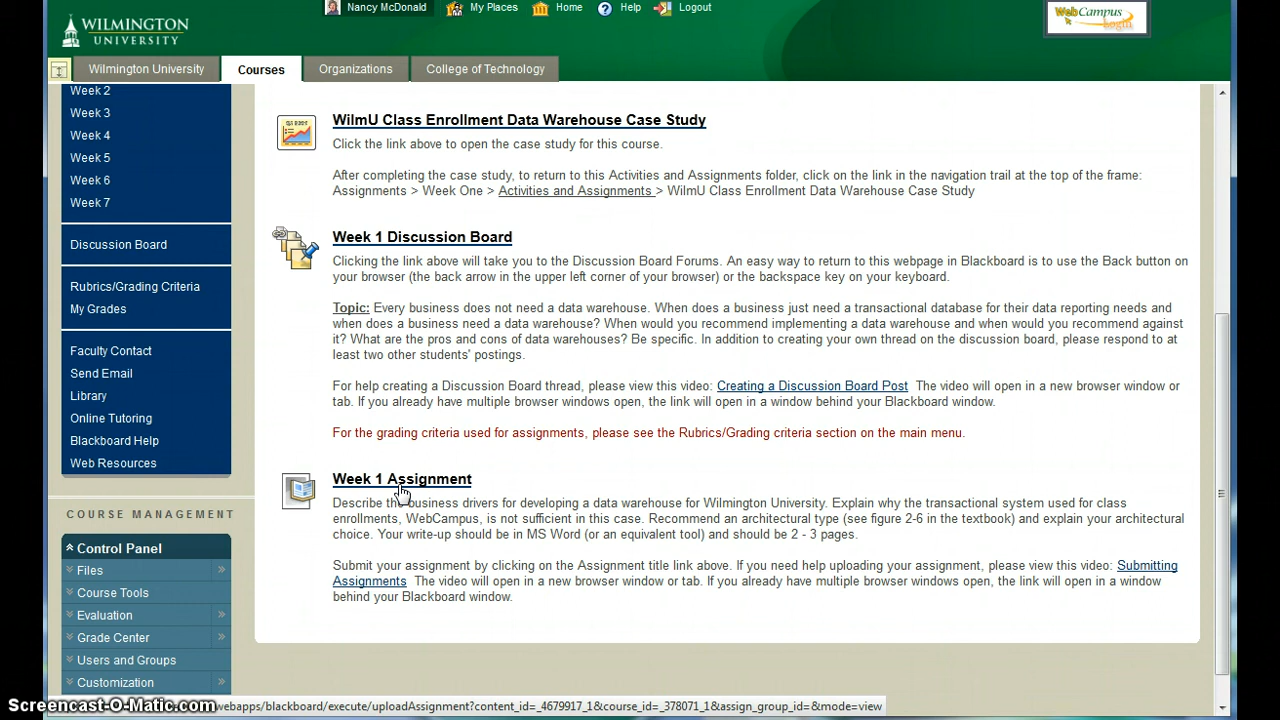 WILMINGTON
UNIVERSITY
Nancy McDonald
My Places
Home
Help
Logout
WebCampus
Login
Wilmington University
Courses
Organizations
College of Technology
Week 2
Week 3
Week 4
Week 5
Week 6
Week 7
Discussion Board
Rubrics/Grading Criteria
My Grades
Faculty Contact
Send Email
Library
Online Tutoring
Blackboard Help
Web Resources
COURSE MANAGEMENT
Control Panel
Files
Course Tools
Evaluation
Grade Center
Users and Groups
Customization
WilmU Class Enrollment Data Warehouse Case Study
Click the link above to open the case study for this course.
After completing the case study, to return to this Activities and Assignments folder, click on the link in the navigation trail at the top of the frame:
Assignments > Week One > Activities and Assignments > WilmU Class Enrollment Data Warehouse Case Study
Week 1 Discussion Board
Clicking the link above will take you to the Discussion Board Forums. An easy way to return to this webpage in Blackboard is to use the Back button on
your browser (the back arrow in the upper left corner of your browser) or the backspace key on your keyboard.
Topic: Every business does not need a data warehouse. When does a business just need a transactional database for their data reporting needs and
when does a business need a data warehouse? When would you recommend implementing a data warehouse and when would you recommend against
it? What are the pros and cons of data warehouses? Be specific. In addition to creating your own thread on the discussion board, please respond to at
least two other students' postings.
For help creating a Discussion Board thread, please view this video: Creating a Discussion Board Post The video will open in a new browser window or
tab. If you already have multiple browser windows open, the link will open in a window behind your Blackboard window.
For the grading criteria used for assignments, please see the Rubrics/Grading criteria section on the main menu.
Week 1 Assignment
Describe the business drivers for developing a data warehouse for Wilmington University. Explain why the transactional system used for class
enrollments, WebCampus, is not sufficient in this case. Recommend an architectural type (see figure 2-6 in the textbook) and explain your architectural
choice. Your write-up should be in MS Word (or an equivalent tool) and should be 2 - 3 pages.
Submit your assignment by clicking on the Assignment title link above. If you need help uploading your assignment, please view this video: Submitting
Assignments The video will open in a new browser window or tab. If you already have multiple browser windows open, the link will open in a window
behind your Blackboard window.
Screencast-O-Matic.com
webapps/blackboard/execute/uploadAssignment?content_id=_4679917_1&course_id=_378071_1&assign_group_id=&mode=view